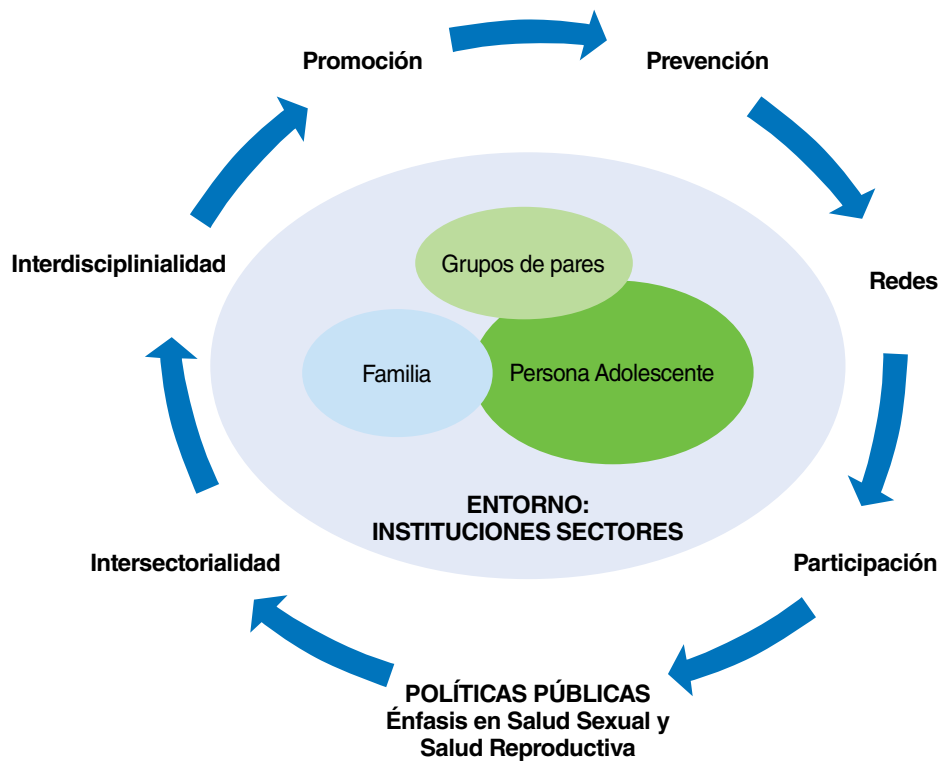 Promoción
Prevención
Grupos de pares
Interdisciplinialidad
Redes
Familia
Persona Adolescente
ENTORNO:
INSTITUCIONES SECTORES
Intersectorialidad
Participación
POLÍTICAS PÚBLICAS
Énfasis en Salud Sexual y
Salud Reproductiva